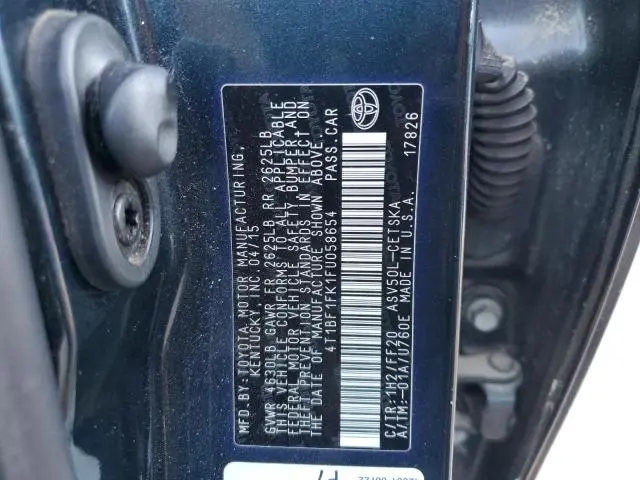 MFD. BY: TOYOTA MOTOR MANUFACTURING,
KENTUCKY, INC. 04/15
GVWR 4630LB GAWR FR 2625LB RR 2625LB
THIS VEHICLE CONFORMS TO ALL APPLICABLE
FEDERAL MOTOR VEHICLE SAFETY, BUMPER, AND
THEFT PREVENTION STANDARDS IN EFFECT ON
THE DATE OF MANUFACTURE SHOWN ABOVE.
4T1BF1FK1FU058654 PASS. CAR
TOYOTA
C/TR: 1H2/FF20 ASV50L-CETSKA
A/TM: -01A/U760E MADE IN U.S.A. 17826